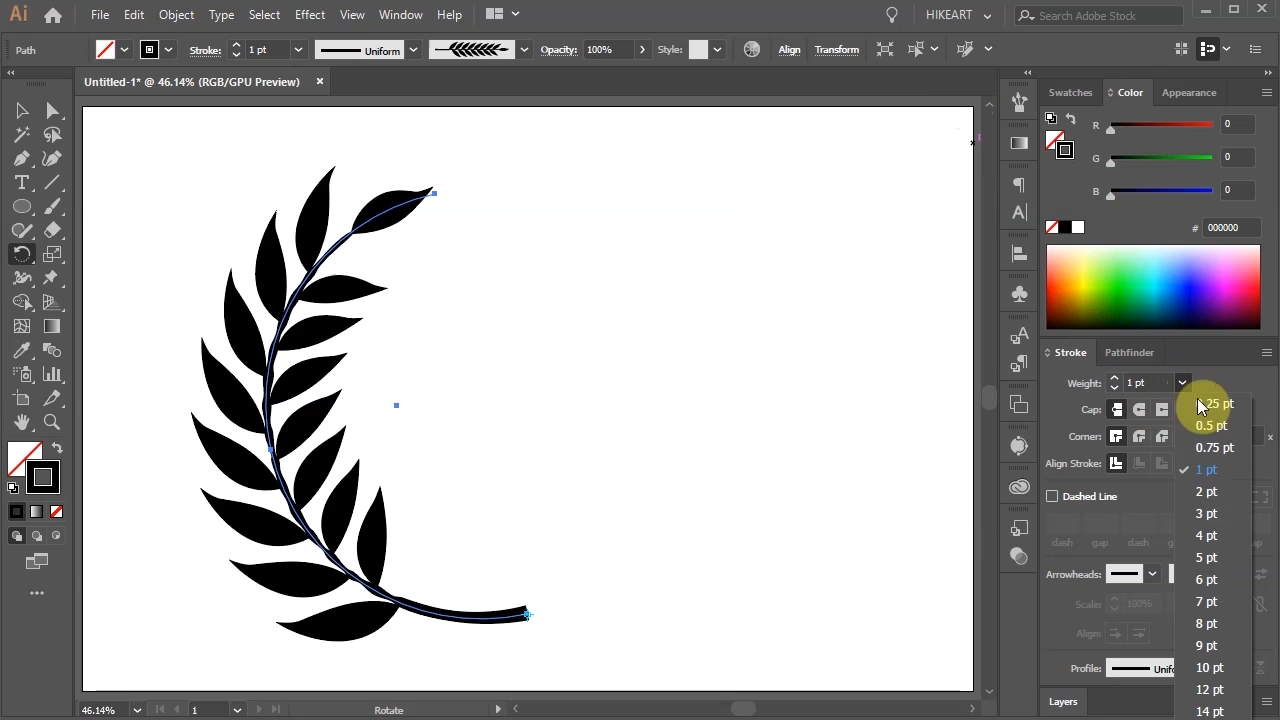 Ai File Edit Object Type Select Effect View Window Help HIKEART Search Adobe Stock
Path Stroke: 1 pt Uniform Opacity: 100% Style: Align Transform
Untitled-1* @ 46.14% (RGB/GPU Preview) ×
Swatches Color Appearance
R 0
G 0
B 0
# 000000
Stroke Pathfinder
Weight: 1 pt
Cap:
Corner:
Align Stroke:
Dashed Line
dash gap dash
Arrowheads:
Scale: 100%
Align:
Profile:
Layers
0.5 pt
0.75 pt
1 pt
2 pt
3 pt
4 pt
5 pt
6 pt
7 pt
8 pt
9 pt
10 pt
12 pt
14 pt
46.14% 1 Rotate